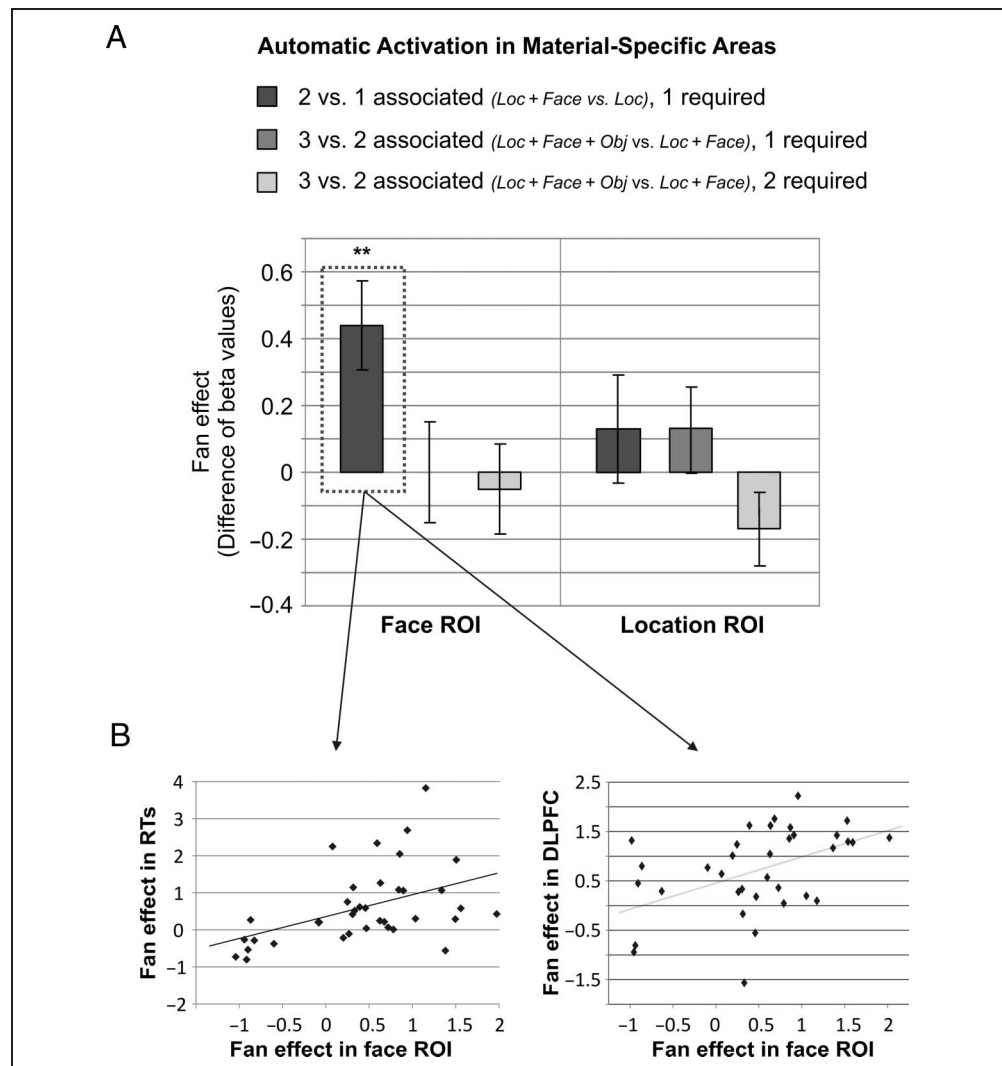 A
Automatic Activation in Material-Specific Areas
2 vs. 1 associated (Loc + Face vs. Loc), 1 required
3 vs. 2 associated (Loc + Face + Obj vs. Loc + Face), 1 required
3 vs. 2 associated (Loc + Face + Obj vs. Loc + Face), 2 required
Fan effect
(Difference of beta values)
0.6
0.4
0.2
0
−0.2
−0.4
**
Face ROI
Location ROI
B
Fan effect in RTs
4
3
2
1
0
−1
−2
−1 −0.5 0 0.5 1 1.5 2
Fan effect in face ROI
Fan effect in DLPFC
2.5
1.5
0.5
−0.5
−1.5
−1 0 0.5 1 1.5 2
Fan effect in face ROI